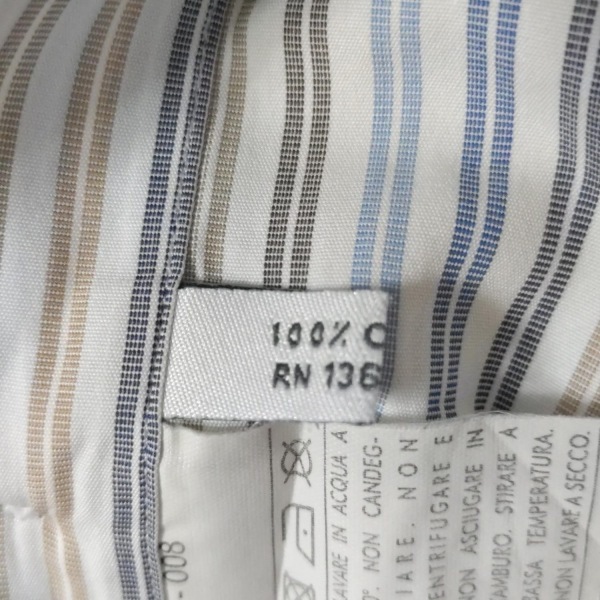 100% C
RN 136
LAVARE IN ACQUA A
0° NON CANDEG-
IARE. NON
CENTRIFUGARE E
NON ASCIUGARE IN
TAMBURO. STIRARE A
BASSA TEMPERATURA.
NON LAVARE A SECCO.
- 008